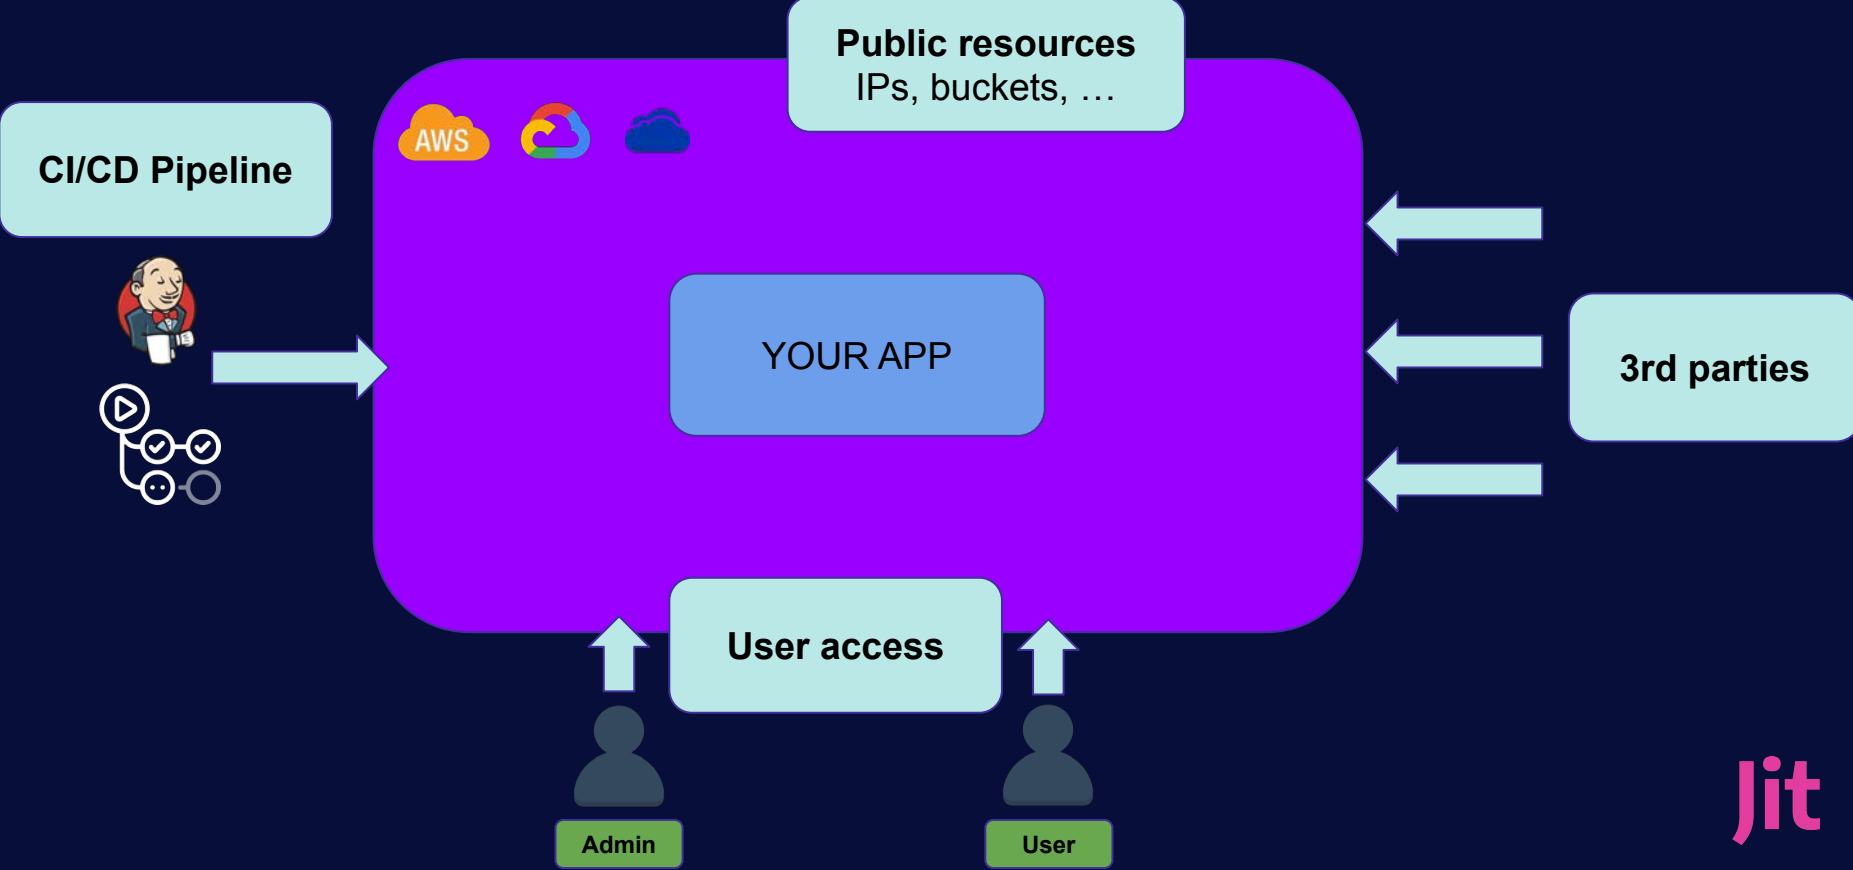 Public resources
IPs, buckets, …
AWS
CI/CD Pipeline
YOUR APP
3rd parties
User access
Admin
User
Jit